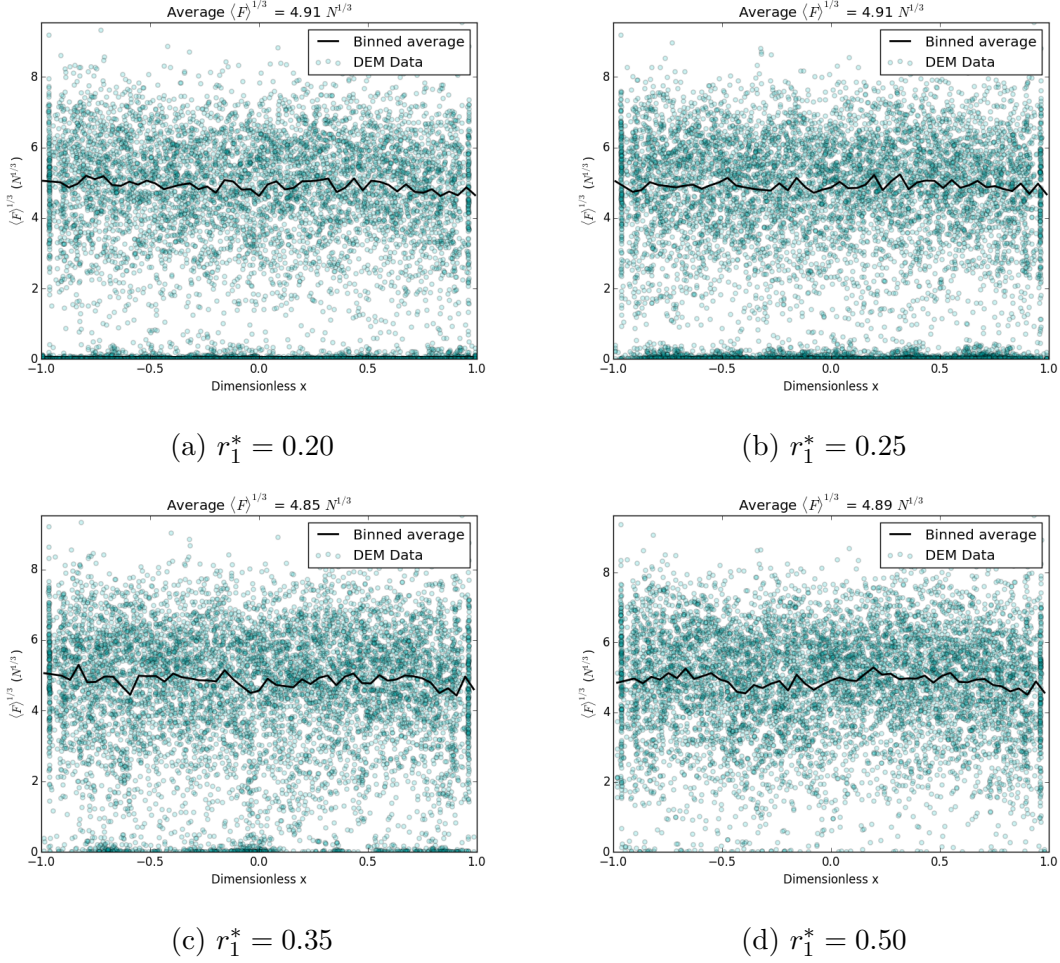 Average ⟨F⟩^{1/3} = 4.91 N^{1/3}
Binned average
DEM Data
⟨F⟩^{1/3} (N^{1/3})
8
6
4
2
0
−1.0 −0.5 0.0 0.5 1.0
Dimensionless x
(a) r_1^* = 0.20
Average ⟨F⟩^{1/3} = 4.91 N^{1/3}
Binned average
DEM Data
⟨F⟩^{1/3} (N^{1/3})
8
6
4
2
0
−1.0 −0.5 0.0 0.5 1.0
Dimensionless x
(b) r_1^* = 0.25
Average ⟨F⟩^{1/3} = 4.85 N^{1/3}
Binned average
DEM Data
⟨F⟩^{1/3} (N^{1/3})
8
6
4
2
0
−1.0 −0.5 0.0 0.5 1.0
Dimensionless x
(c) r_1^* = 0.35
Average ⟨F⟩^{1/3} = 4.89 N^{1/3}
Binned average
DEM Data
⟨F⟩^{1/3} (N^{1/3})
8
6
4
2
0
−1.0 −0.5 0.0 0.5 1.0
Dimensionless x
(d) r_1^* = 0.50